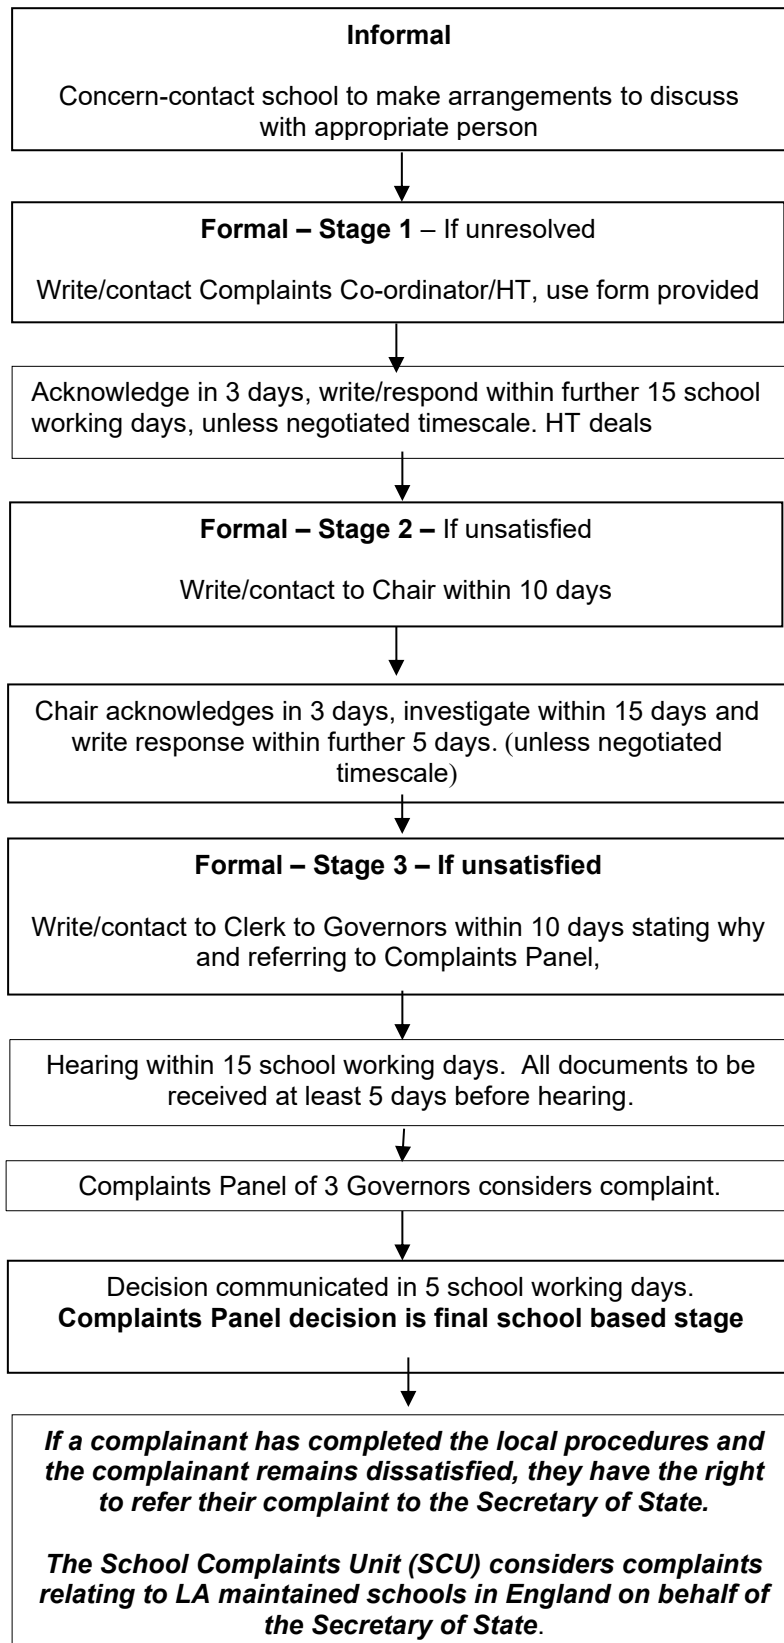 Informal
Concern-contact school to make arrangements to discuss
with appropriate person
Formal – Stage 1 – If unresolved
Write/contact Complaints Co-ordinator/HT, use form provided
Acknowledge in 3 days, write/respond within further 15 school
working days, unless negotiated timescale. HT deals
Formal – Stage 2 – If unsatisfied
Write/contact to Chair within 10 days
Chair acknowledges in 3 days, investigate within 15 days and
write response within further 5 days. (unless negotiated
timescale)
Formal – Stage 3 – If unsatisfied
Write/contact to Clerk to Governors within 10 days stating why
and referring to Complaints Panel,
Hearing within 15 school working days.  All documents to be
received at least 5 days before hearing.
Complaints Panel of 3 Governors considers complaint.
Decision communicated in 5 school working days.
Complaints Panel decision is final school based stage
If a complainant has completed the local procedures and
the complainant remains dissatisfied, they have the right
to refer their complaint to the Secretary of State.
The School Complaints Unit (SCU) considers complaints
relating to LA maintained schools in England on behalf of
the Secretary of State.